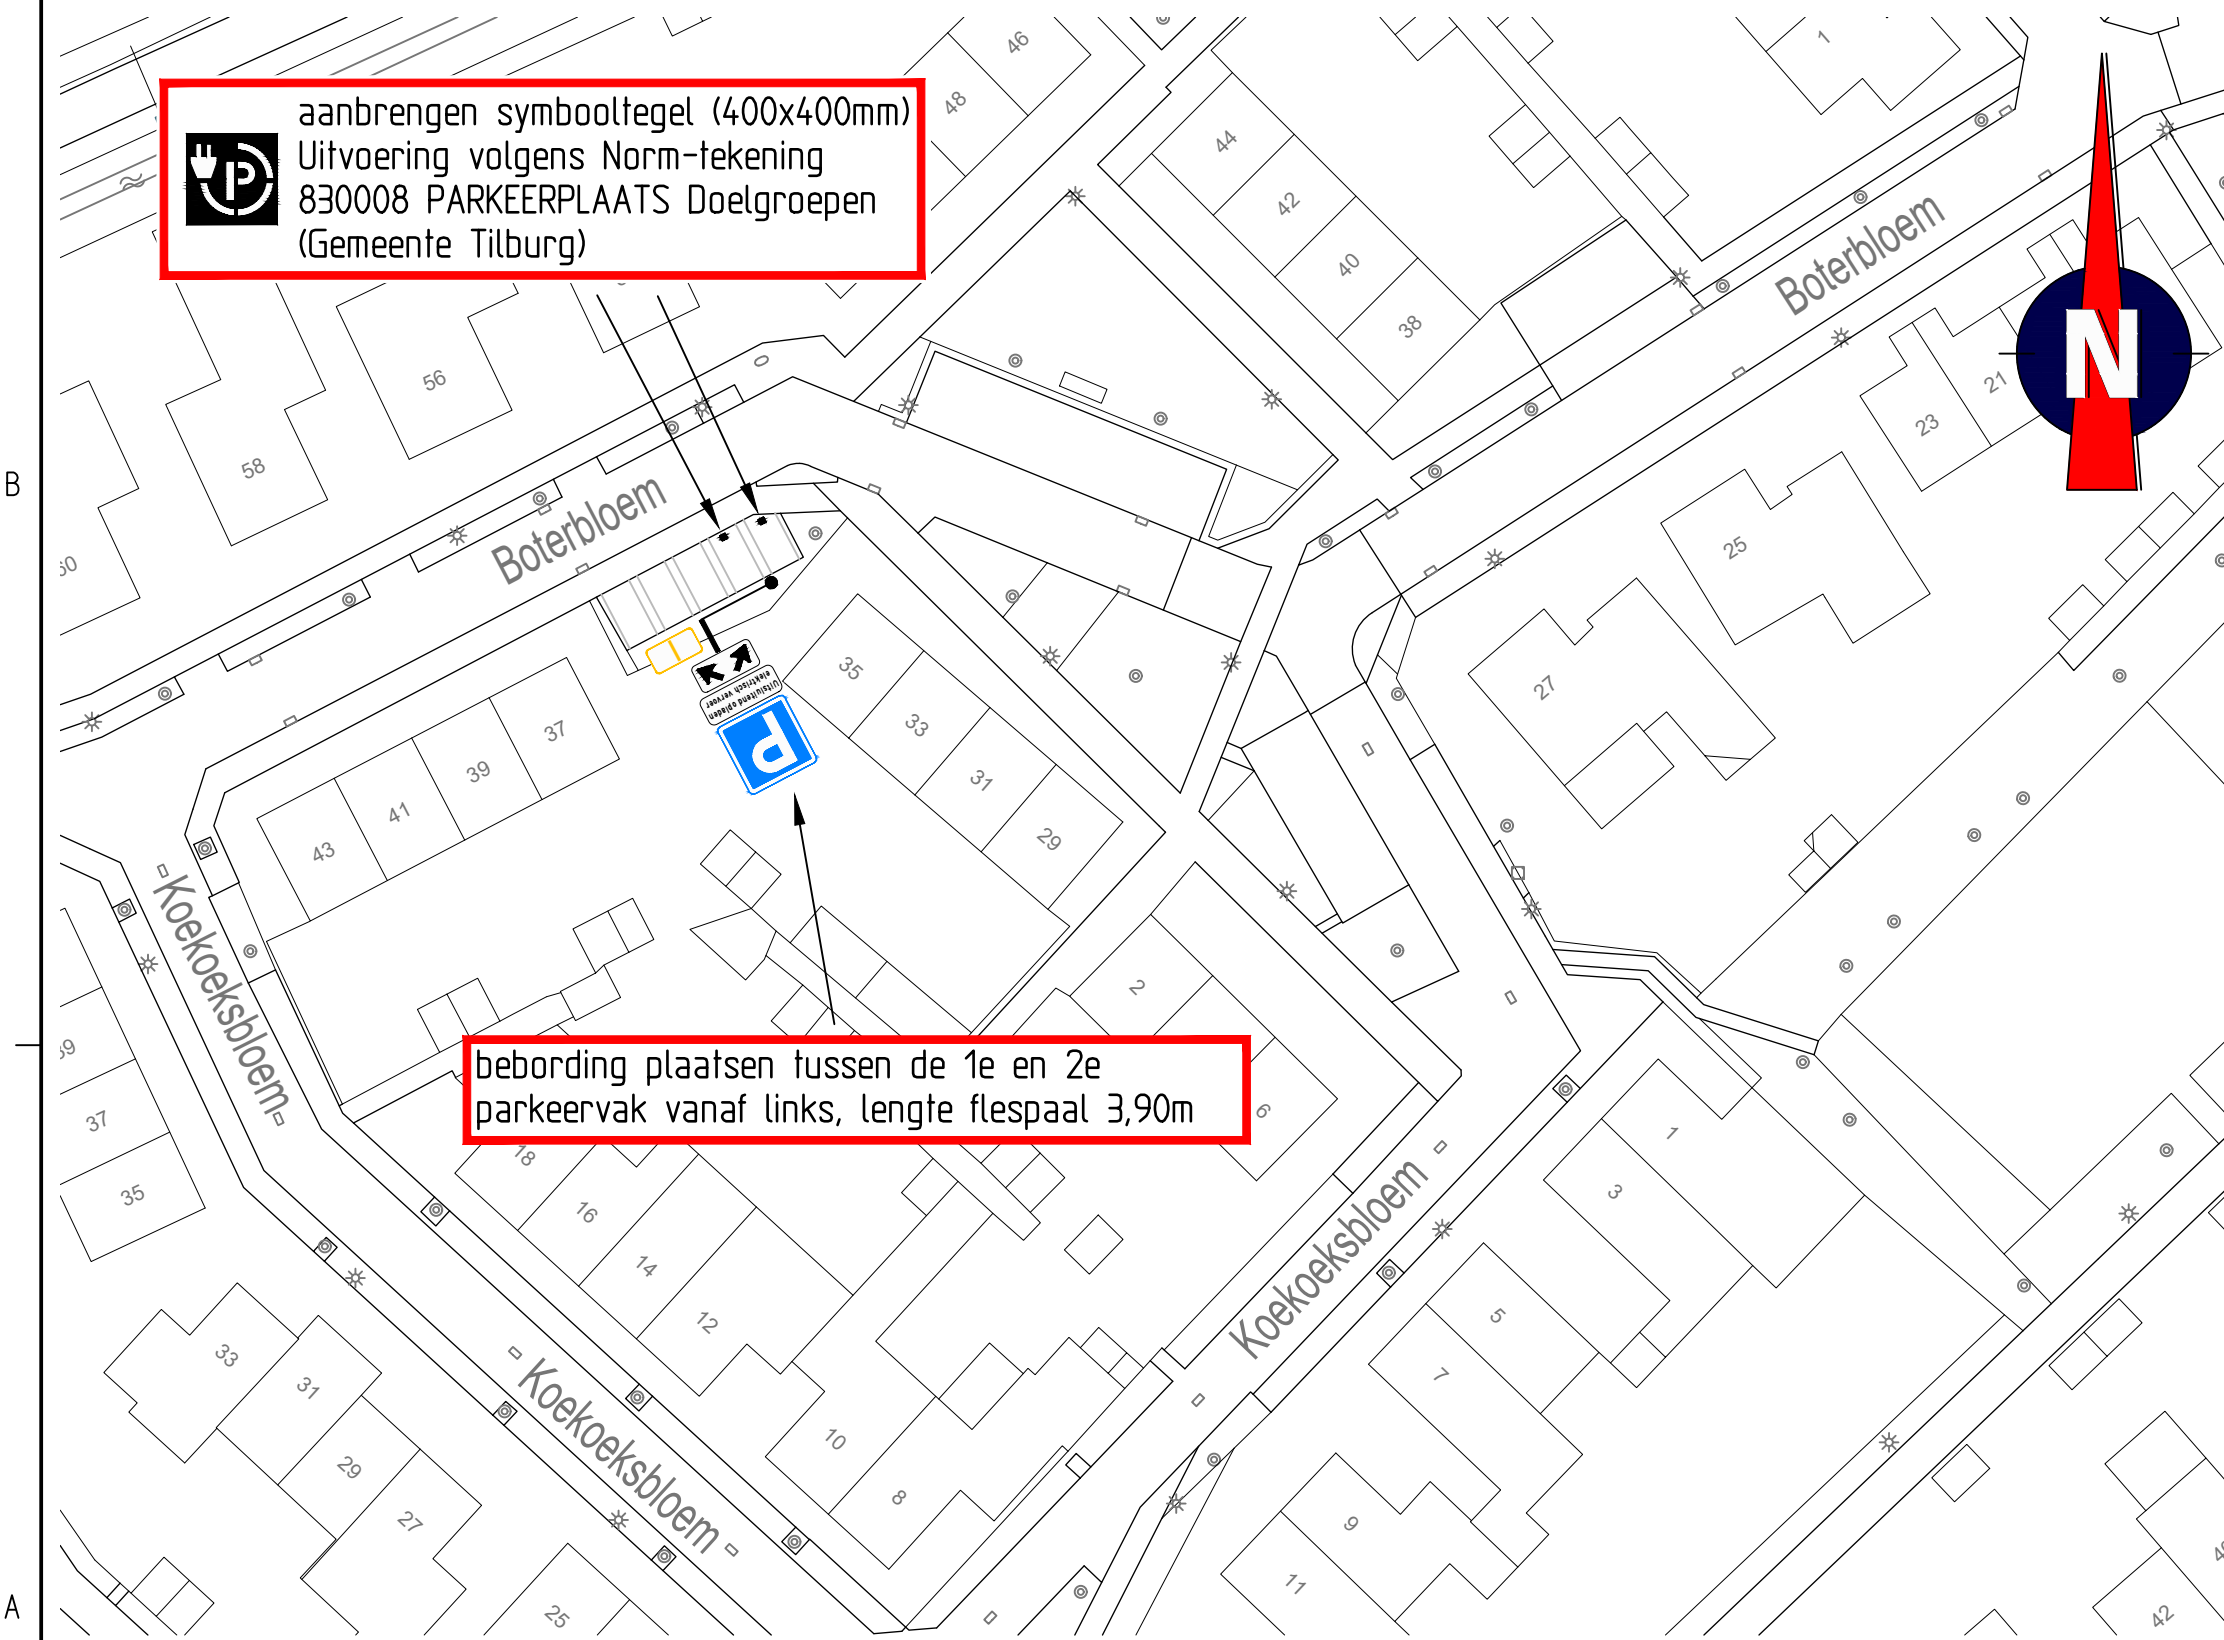 46
48
1
aanbrengen symbooltegel (400x400mm)
Uitvoering volgens Norm-tekening
830008 PARKEERPLAATS Doelgroepen
(Gemeente Tilburg)
P
44
42
40
38
Boterbloem
N
21
23
25
27
56
58
B
Boterbloem
Uitsluitend opladen
elektrisch vervoer
P
35
33
31
29
37
39
41
43
Koekoeksbloem
37
35
bebording plaatsen tussen de 1e en 2e
parkeervak vanaf links, lengte flespaal 3,90m
2
6
18
16
14
12
10
8
1
3
5
7
9
11
Koekoeksbloem
33
31
29
27
25
Koekoeksbloem
42
A